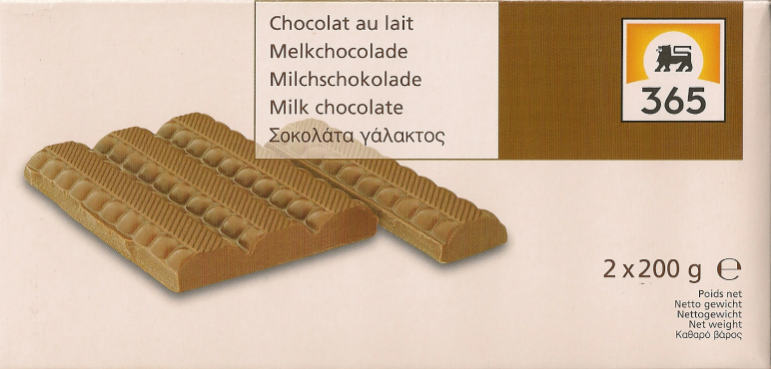 Chocolat au lait
Melkchocolade
Milchschokolade
Milk chocolate
Σοκολάτα γάλακτος
365
2 x 200 g ℮
Poids net
Netto gewicht
Nettogewicht
Net weight
Καθαρό βάρος